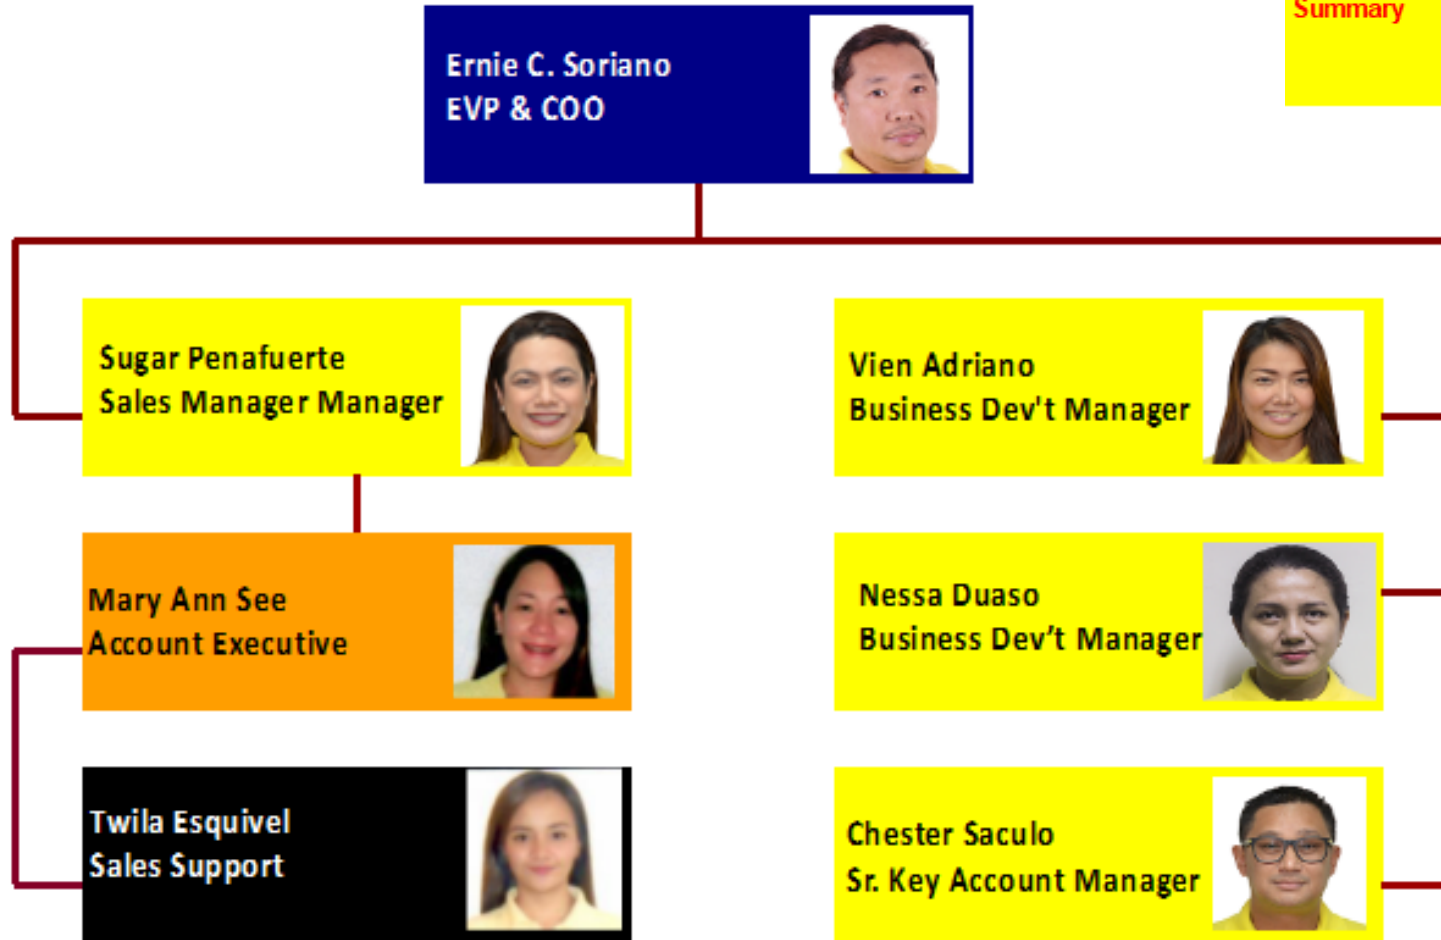 Summary
Ernie C. Soriano
EVP & COO
Sugar Penafuerte
Sales Manager Manager
Vien Adriano
Business Dev't Manager
Mary Ann See
Account Executive
Nessa Duaso
Business Dev’t Manager
Twila Esquivel
Sales Support
Chester Saculo
Sr. Key Account Manager